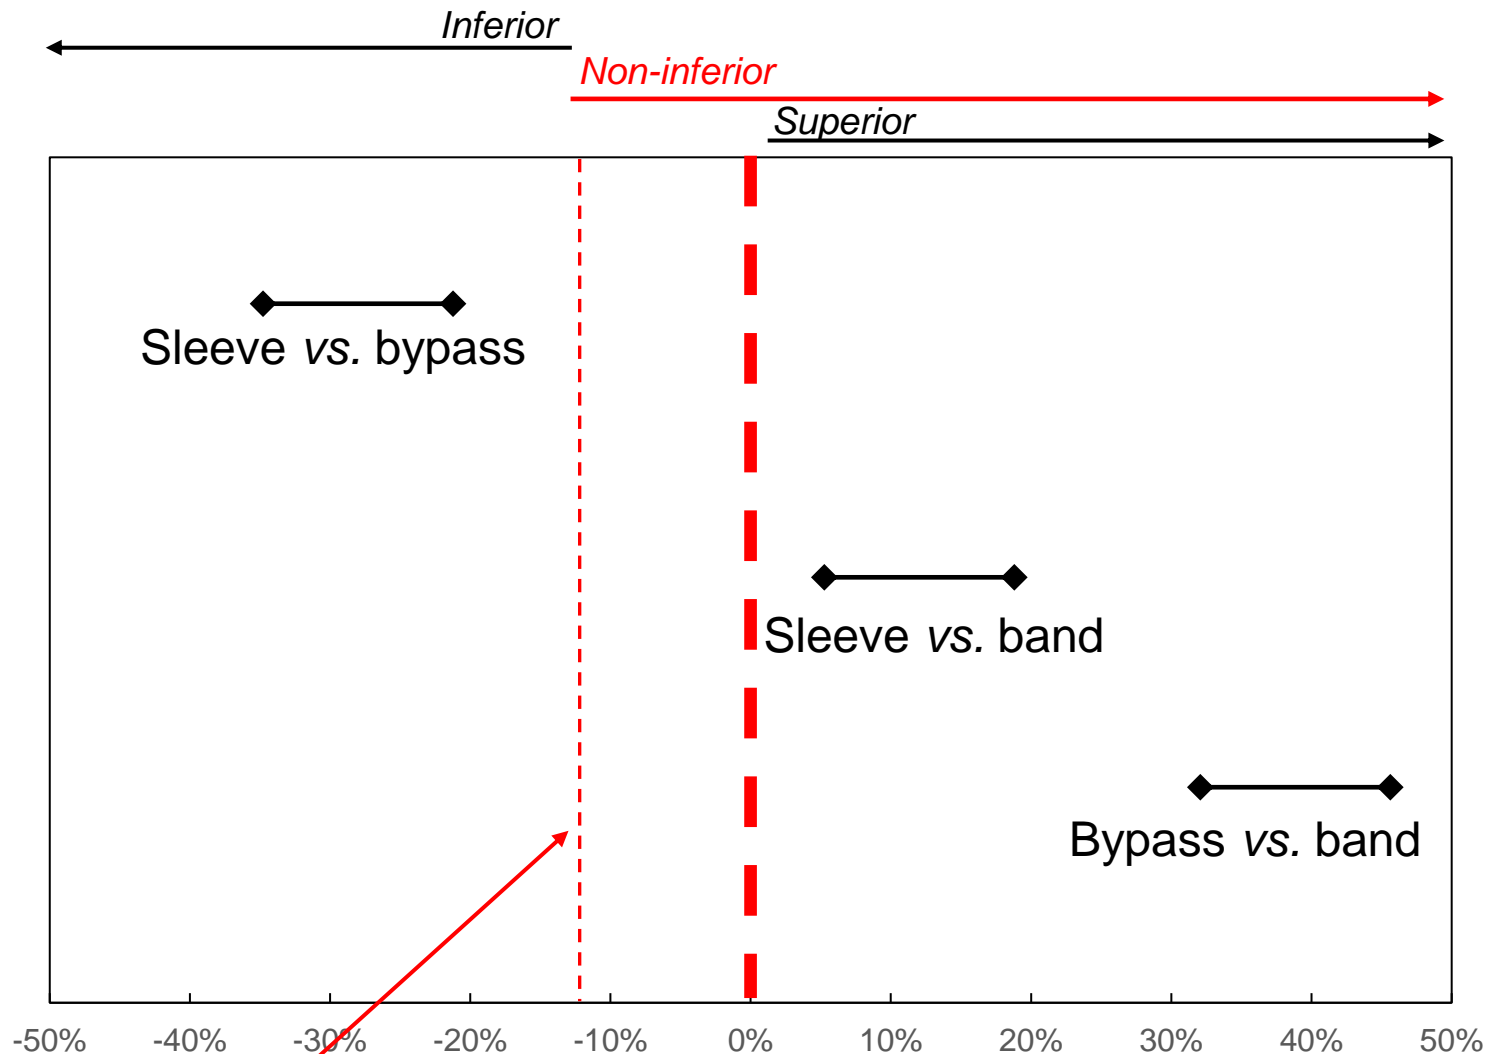 Inferior
Non-inferior
Superior
Sleeve vs. bypass
Sleeve vs. band
Bypass vs. band
-50% -40% -30% -20% -10% 0% 10% 20% 30% 40% 50%